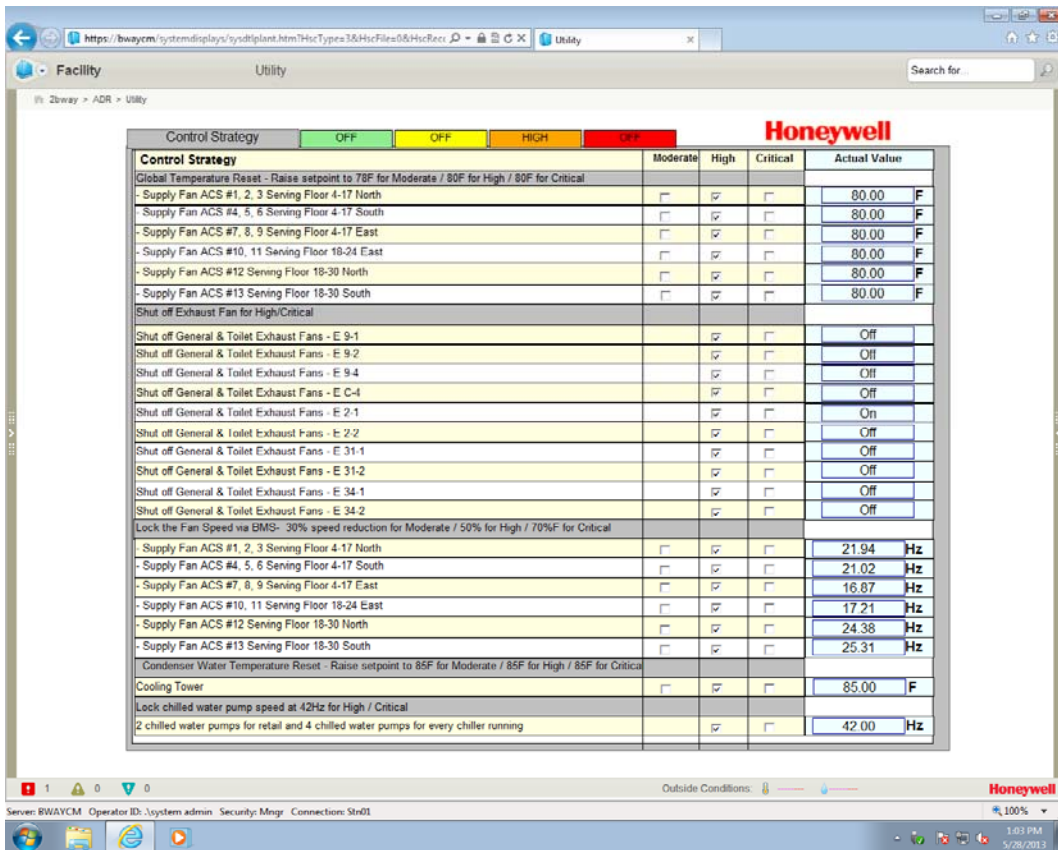 https://bwaycm/systemdisplays/sysdtlplant.htm?HscType=3&HscFile=0&HscRecc
Utility
Facility Utility Search for...
2bway > ADR > Utility
Control Strategy OFF OFF HIGH OFF Honeywell
Control Strategy Moderate High Critical Actual Value
Global Temperature Reset - Raise setpoint to 78F for Moderate / 80F for High / 80F for Critical
- Supply Fan ACS #1, 2, 3 Serving Floor 4-17 North 80.00 F
- Supply Fan ACS #4, 5, 6 Serving Floor 4-17 South 80.00 F
- Supply Fan ACS #7, 8, 9 Serving Floor 4-17 East 80.00 F
- Supply Fan ACS #10, 11 Serving Floor 18-24 East 80.00 F
- Supply Fan ACS #12 Serving Floor 18-30 North 80.00 F
- Supply Fan ACS #13 Serving Floor 18-30 South 80.00 F
Shut off Exhaust Fan for High/Critical
Shut off General & Toilet Exhaust Fans - E 9-1 Off
Shut off General & Toilet Exhaust Fans - E 9-2 Off
Shut off General & Toilet Exhaust Fans - E 9-4 Off
Shut off General & Toilet Exhaust Fans - E C-4 Off
Shut off General & Toilet Exhaust Fans - E 2-1 On
Shut off General & Toilet Exhaust Fans - E 2-2 Off
Shut off General & Toilet Exhaust Fans - E 31-1 Off
Shut off General & Toilet Exhaust Fans - E 31-2 Off
Shut off General & Toilet Exhaust Fans - E 34-1 Off
Shut off General & Toilet Exhaust Fans - E 34-2 Off
Lock the Fan Speed via BMS- 30% speed reduction for Moderate / 50% for High / 70%F for Critical
- Supply Fan ACS #1, 2, 3 Serving Floor 4-17 North 21.94 Hz
- Supply Fan ACS #4, 5, 6 Serving Floor 4-17 South 21.02 Hz
- Supply Fan ACS #7, 8, 9 Serving Floor 4-17 East 16.87 Hz
- Supply Fan ACS #10, 11 Serving Floor 18-24 East 17.21 Hz
- Supply Fan ACS #12 Serving Floor 18-30 North 24.38 Hz
- Supply Fan ACS #13 Serving Floor 18-30 South 25.31 Hz
Condenser Water Temperature Reset - Raise setpoint to 85F for Moderate / 85F for High / 85F for Critica
Cooling Tower 85.00 F
Lock chilled water pump speed at 42Hz for High / Critical
2 chilled water pumps for retail and 4 chilled water pumps for every chiller running 42.00 Hz
1 0 0 Outside Conditions: Honeywell
Server: BWAYCM Operator ID: .\system admin Security: Mngr Connection: Stn01 100%
1:03 PM
5/28/2013